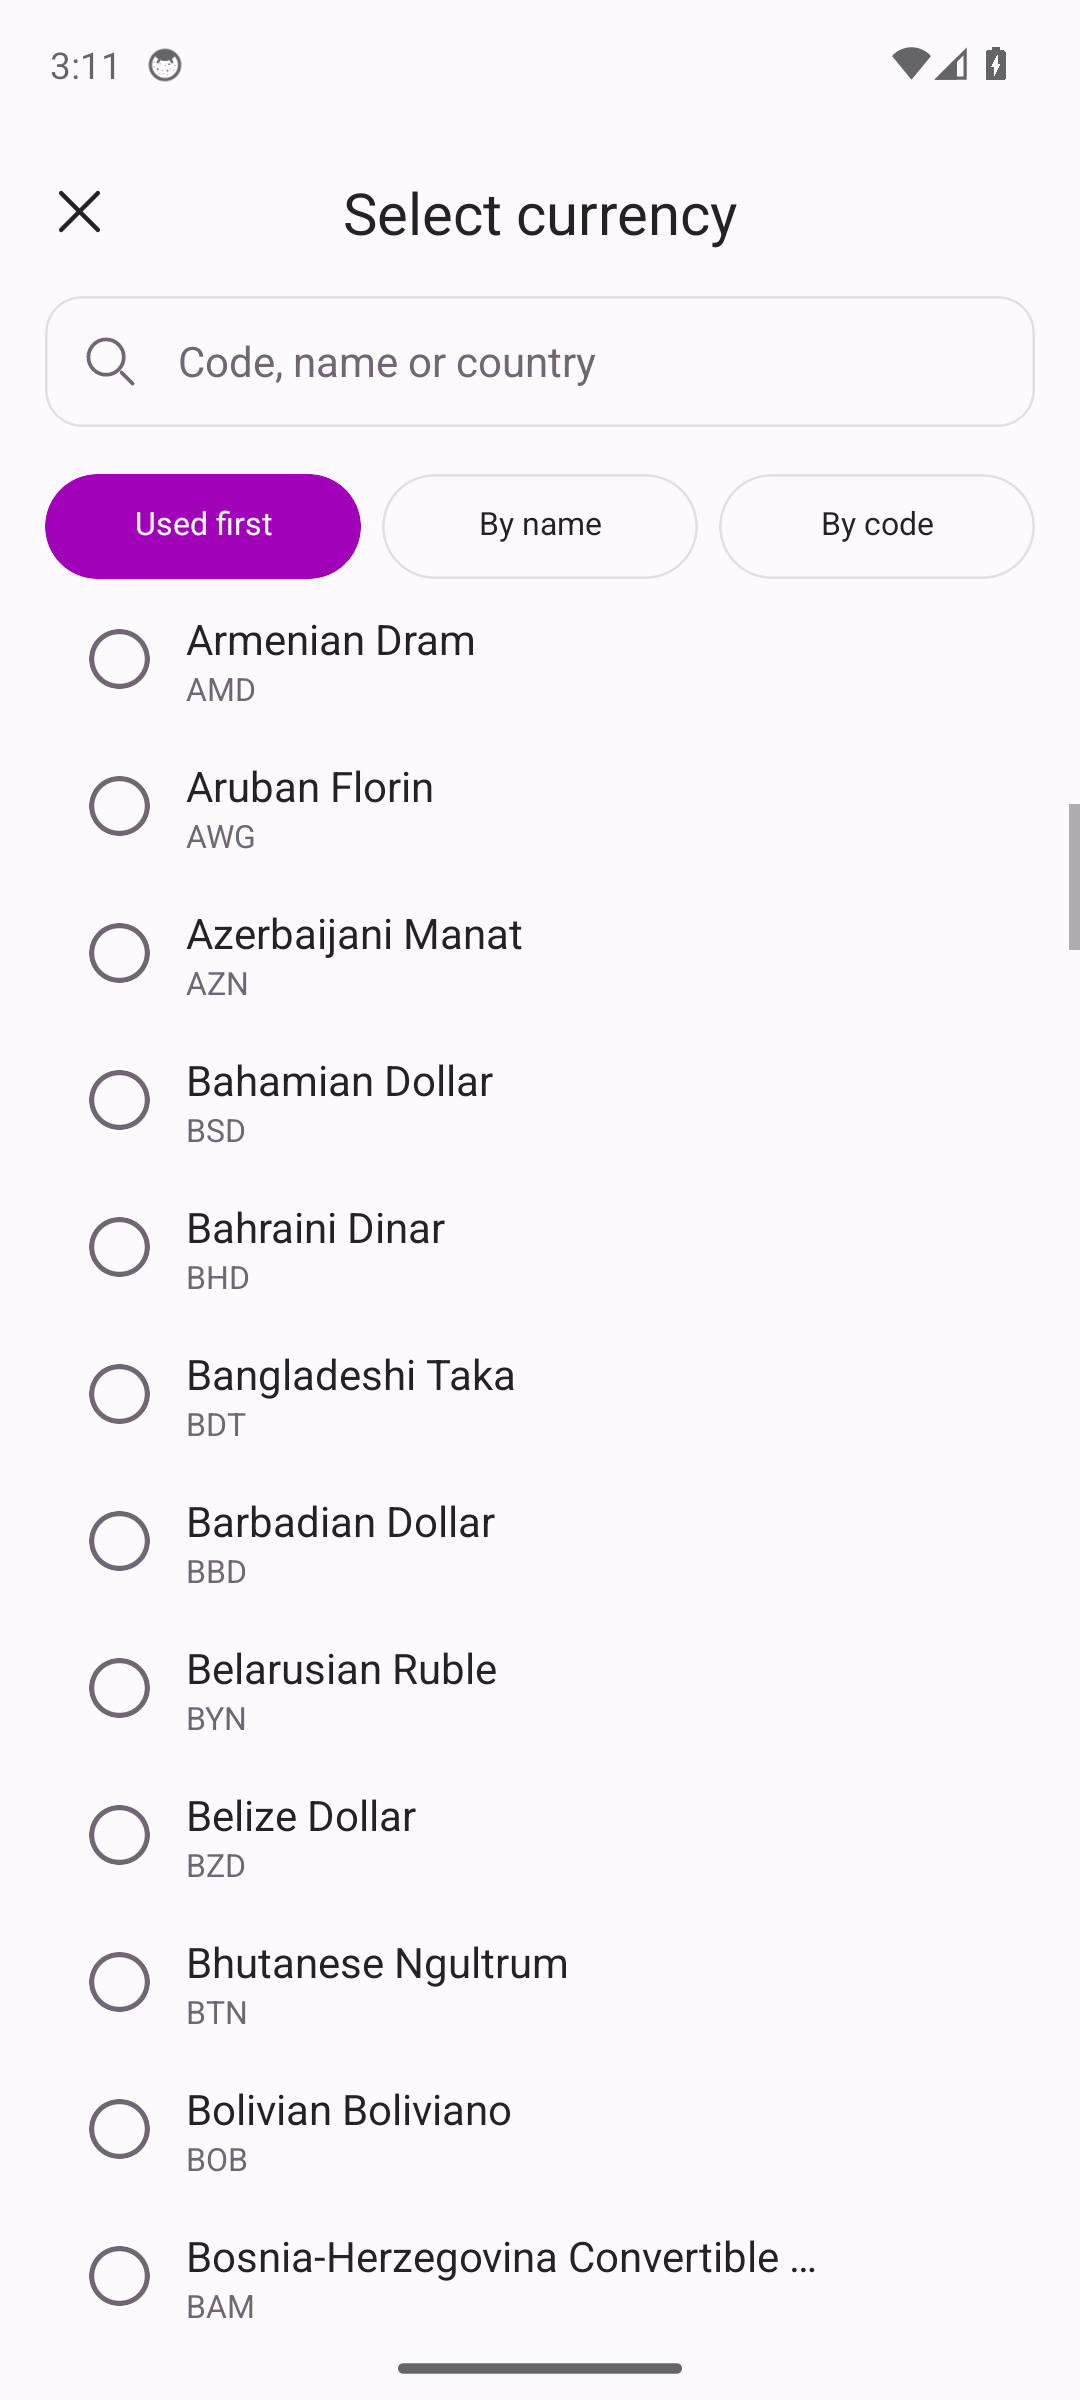 3:11
Select currency
Code, name or country
Used first
By name
By code
Armenian Dram
AMD
Aruban Florin
AWG
Azerbaijani Manat
AZN
Bahamian Dollar
BSD
Bahraini Dinar
BHD
Bangladeshi Taka
BDT
Barbadian Dollar
BBD
Belarusian Ruble
BYN
Belize Dollar
BZD
Bhutanese Ngultrum
BTN
Bolivian Boliviano
BOB
Bosnia-Herzegovina Convertible …
BAM